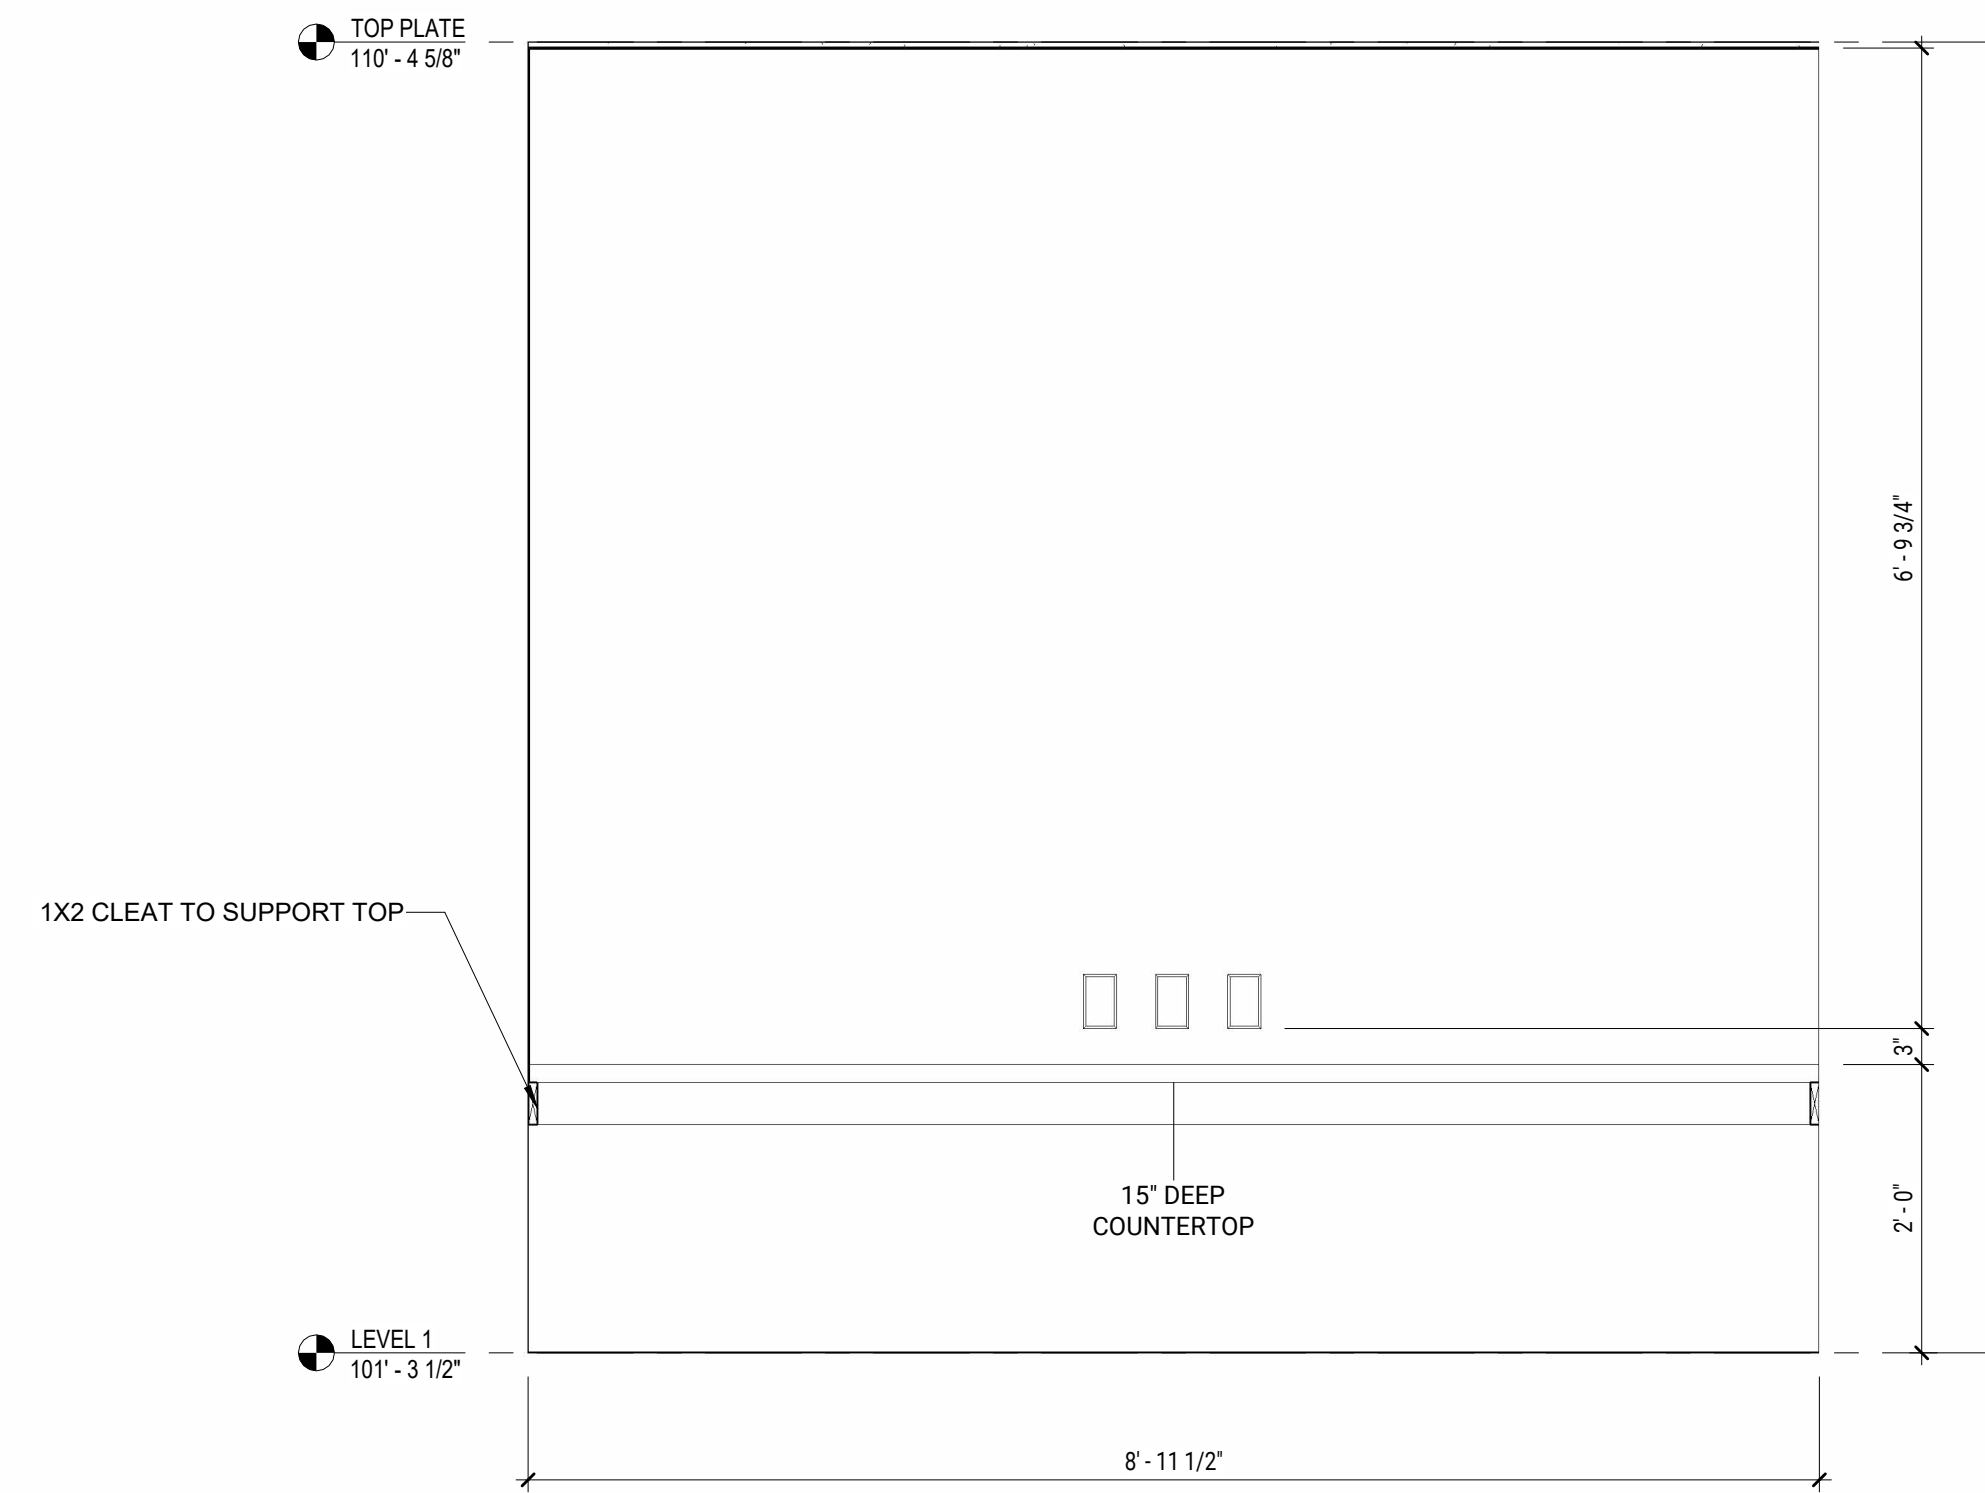 TOP PLATE
110' - 4 5/8"
6' - 9 3/4"
1X2 CLEAT TO SUPPORT TOP
3"
15" DEEP
COUNTERTOP
2' - 0"
LEVEL 1
101' - 3 1/2"
8' - 11 1/2"